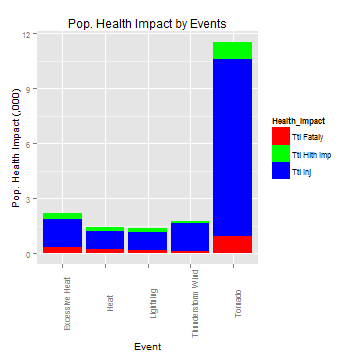 Pop. Health Impact by Events
Pop. Health Impact (,000)
12
9
6
3
0
Excessive Heat
Heat
Lightning
Thunderstorm Wind
Tornado
Event
Health_Impact
Ttl Fataly
Ttl Hlth Imp
Ttl Inj